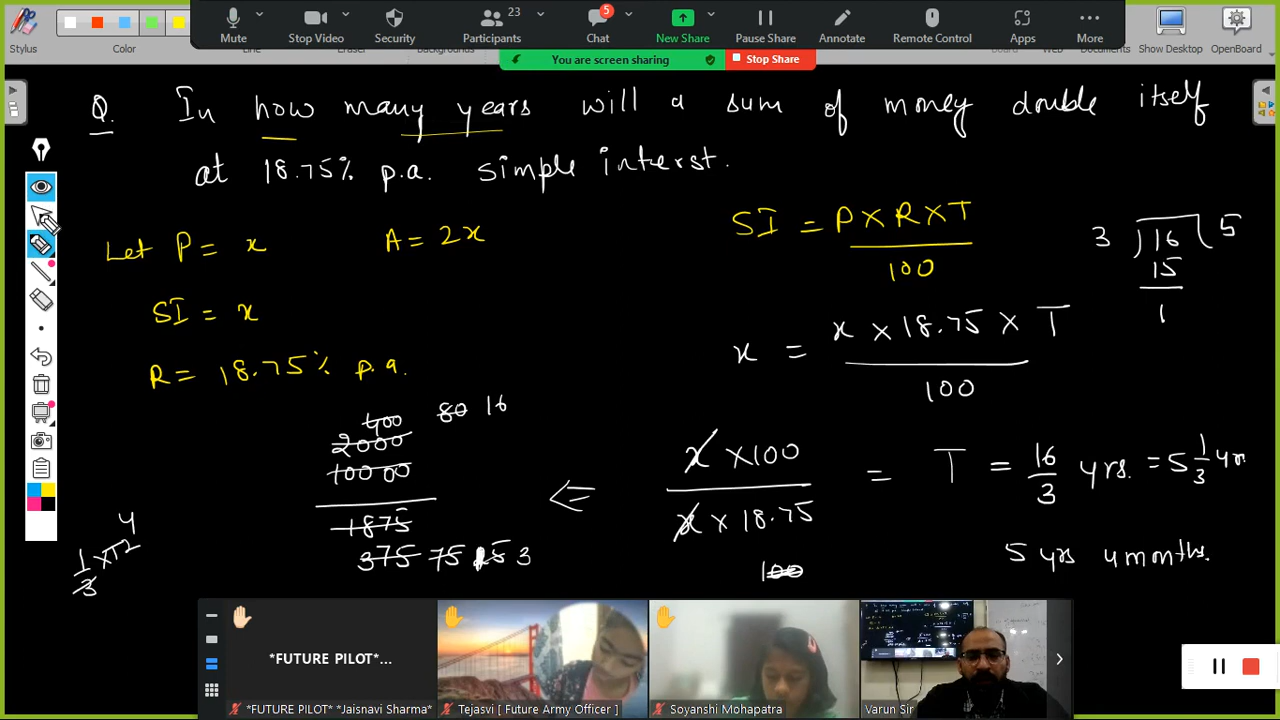 Mute
Stop Video
Security
23
Participants
5
Chat
New Share
Pause Share
Annotate
Remote Control
Apps
More
Stylus
Color
Show Desktop
OpenBoard
You are screen sharing
Stop Share
Q. In how many years will a sum of money double itself
at 18.75% p.a. simple interst.
Let P = x A = 2x
SI = x
R = 18.75% p.a.
SI = P X R X T
100
3 ) 16 ( 5
15
1
x = x x 18.75 x T
100
400 80 16
2000
10000
1875
375 75 15 3
<= x x 100 = T = 16 yrs. = 5 1 yrs
x x 18.75 3 3
100
1 x 12 4
3
5 yrs 4 months.
*FUTURE PILOT*...
*FUTURE PILOT* *Jaisnavi Sharma*
Tejasvi [ Future Army Officer ]
Soyanshi Mohapatra
Varun Sir